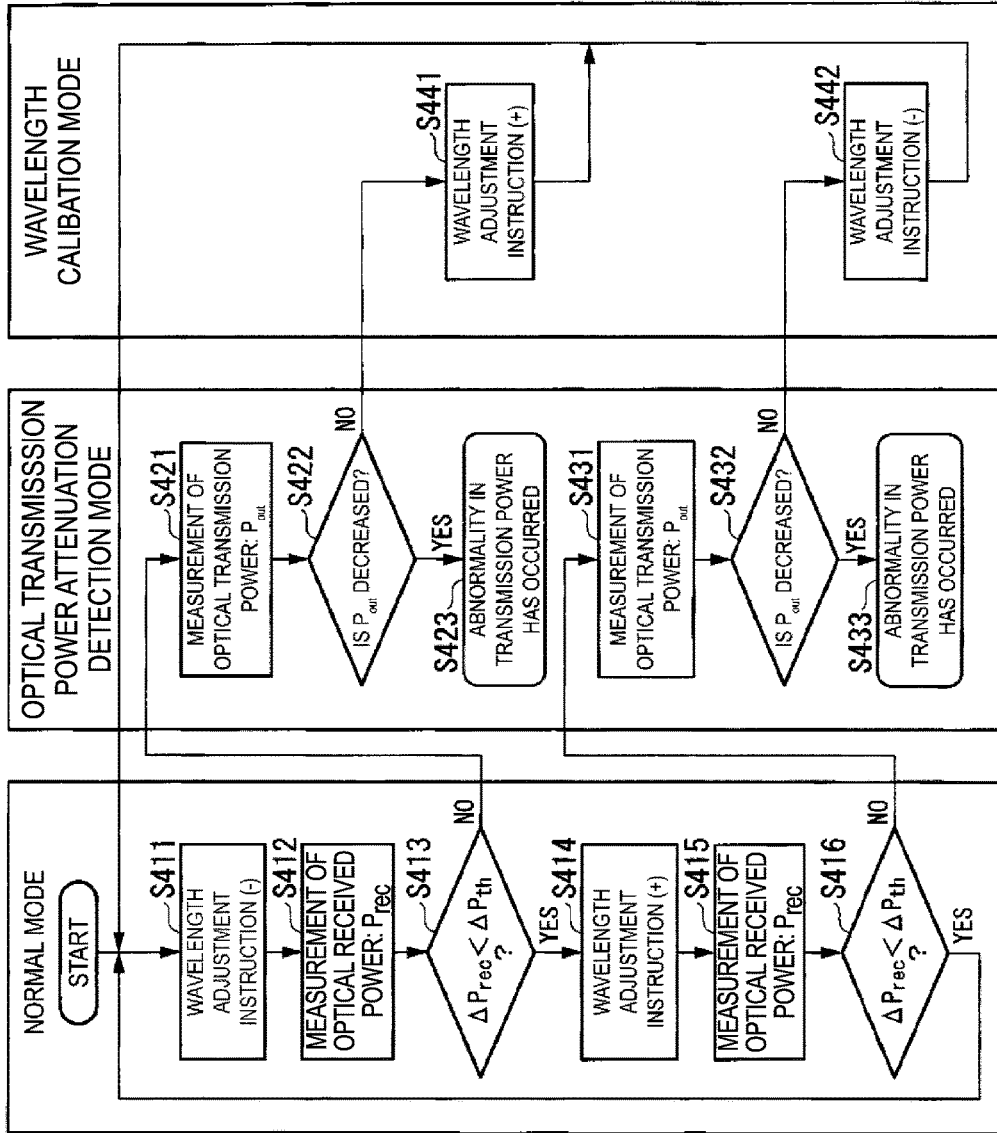 NORMAL MODE
START
S411
WAVELENGTH
ADJUSTMENT
INSTRUCTION (-)
S412
MEASUREMENT OF
OPTICAL RECEIVED
POWER: Prec
S413
ΔPrec < ΔPth
?
NO
YES
S414
WAVELENGTH
ADJUSTMENT
INSTRUCTION (+)
S415
MEASUREMENT OF
OPTICAL RECEIVED
POWER: Prec
S416
ΔPrec < ΔPth
?
NO
YES
OPTICAL TRANSMISSSION
POWER ATTENUATION
DETECTION MODE
S421
MEASUREMENT OF
OPTICAL TRANSMISSION
POWER: Pout
S422
IS Pout DECREASED?
NO
YES
S423
ABNORMALITY IN
TRANSMISSION POWER
HAS OCCURRED
S431
MEASUREMENT OF
OPTICAL TRANSMISSION
POWER: Pout
S432
IS Pout DECREASED?
NO
YES
S433
ABNORMALITY IN
TRANSMISSION POWER
HAS OCCURRED
WAVELENGTH
CALIBATION MODE
S441
WAVELENGTH
ADJUSTMENT
INSTRUCTION (+)
S442
WAVELENGTH
ADJUSTMENT
INSTRUCTION (-)